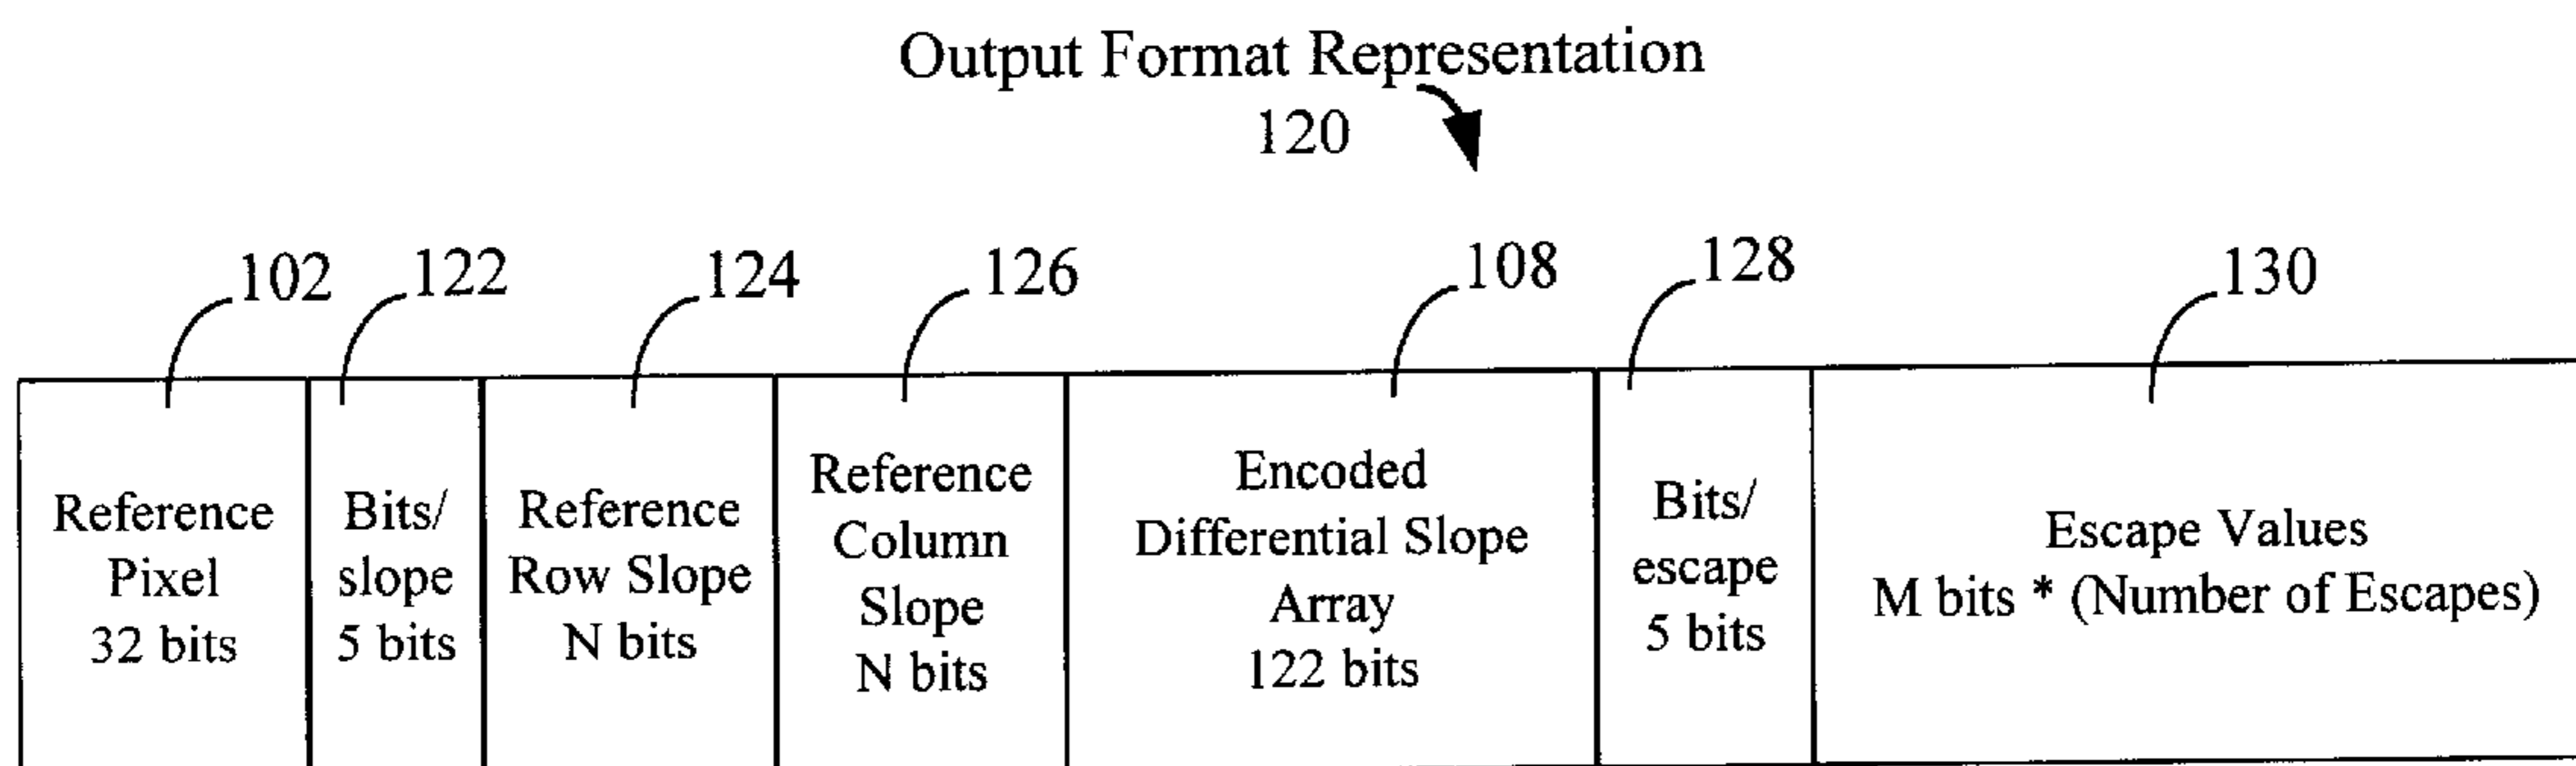 Output Format Representation
120
102
122
124
126
108
128
130
Reference
Pixel
32 bits
Bits/
slope
5 bits
Reference
Row Slope
N bits
Reference
Column
Slope
N bits
Encoded
Differential Slope
Array
122 bits
Bits/
escape
5 bits
Escape Values
M bits * (Number of Escapes)